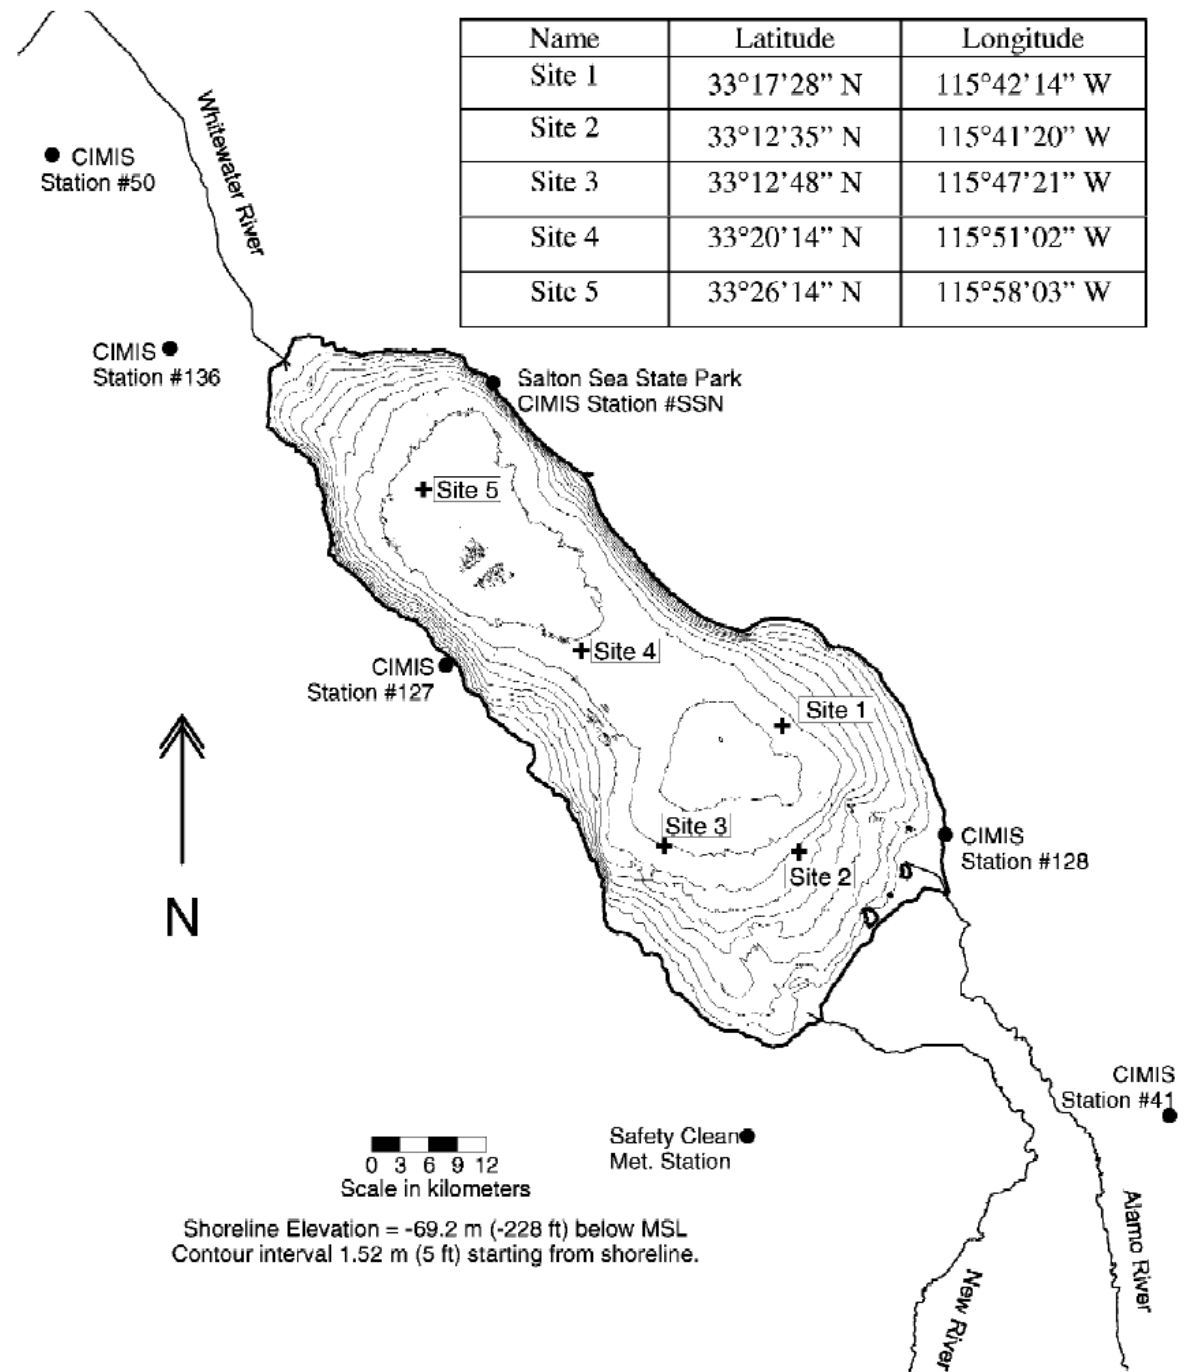 Name Latitude Longitude
Site 1 33°17'28" N 115°42'14" W
Site 2 33°12'35" N 115°41'20" W
Site 3 33°12'48" N 115°47'21" W
Site 4 33°20'14" N 115°51'02" W
Site 5 33°26'14" N 115°58'03" W
Whitewater River
CIMIS
Station #50
CIMIS
Station #136
Salton Sea State Park
CIMIS Station #SSN
Site 5
Site 4
CIMIS
Station #127
Site 1
Site 3
Site 2
CIMIS
Station #128
N
CIMIS
Station #41
Safety Clean
Met. Station
0 3 6 9 12
Scale in kilometers
Shoreline Elevation = -69.2 m (-228 ft) below MSL
Contour interval 1.52 m (5 ft) starting from shoreline.
Alamo River
New River